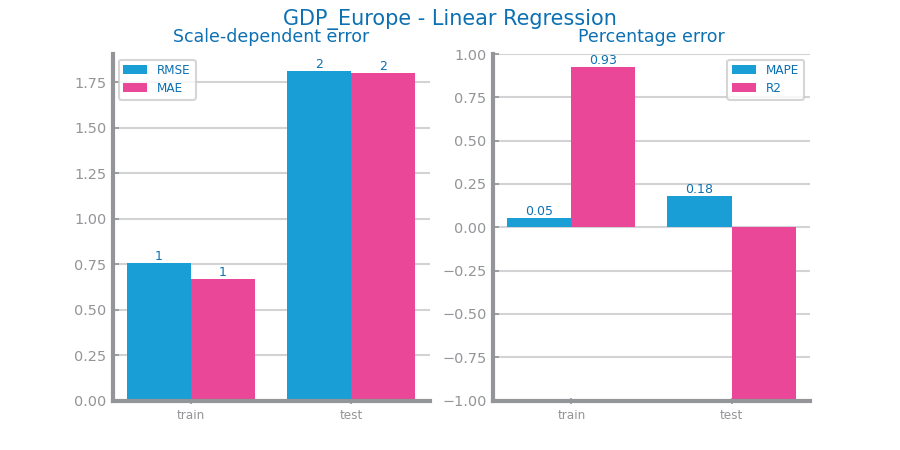 GDP_Europe - Linear Regression
Scale-dependent error
RMSE
MAE
1.75
1.50
1.25
1.00
0.75
0.50
0.25
0.00
1
1
2
2
train
test
Percentage error
MAPE
R2
1.00
0.75
0.50
0.25
0.00
−0.25
−0.50
−0.75
−1.00
0.05
0.93
0.18
train
test